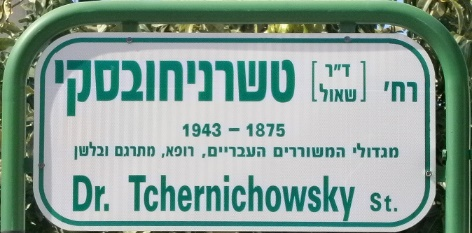 רח' [ד"ר שאול] טשרניחובסקי
1943 – 1875
מגדולי המשוררים העבריים, רופא, מתרגם ובלשן
Dr. Tchernichowsky St.